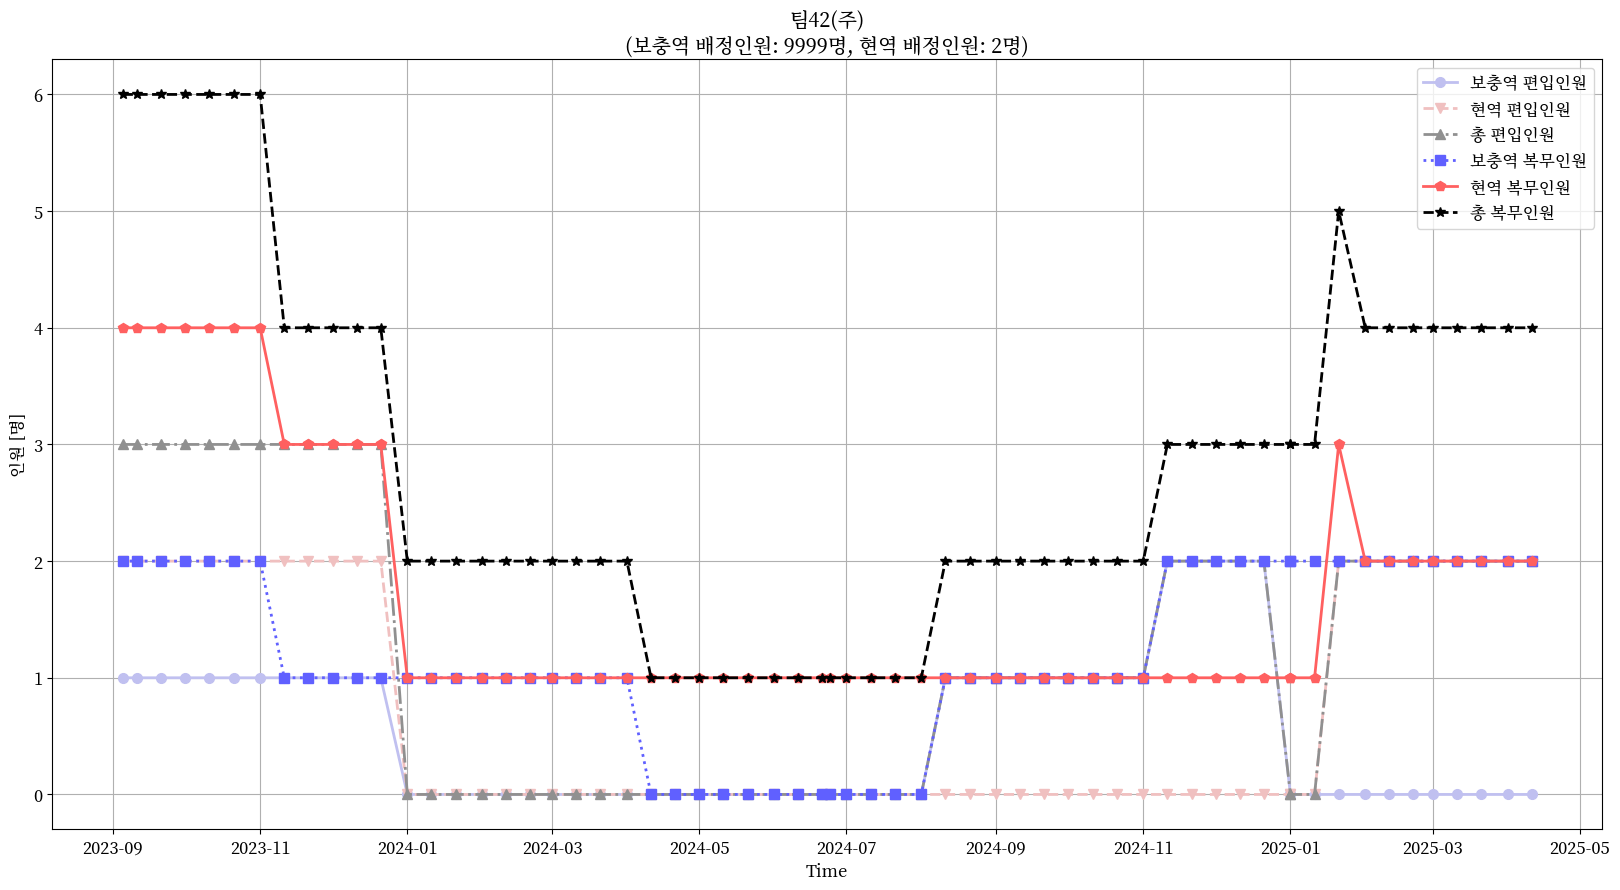 팀42(주)
(보충역 배정인원: 9999명, 현역 배정인원: 2명)
보충역 편입인원
현역 편입인원
총 편입인원
보충역 복무인원
현역 복무인원
총 복무인원
인원 [명]
6
5
4
3
2
1
0
2023-09
2023-11
2024-01
2024-03
2024-05
2024-07
2024-09
2024-11
2025-01
2025-03
2025-05
Time